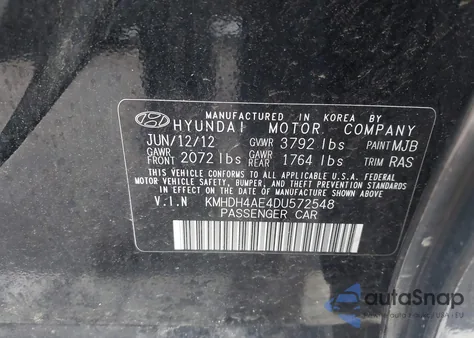 MANUFACTURED IN KOREA BY
HYUNDAI MOTOR COMPANY
JUN/12/12 GVWR 3792 lbs PAINT MJB
GAWR FRONT 2072 lbs GAWR REAR 1764 lbs TRIM RAS
THIS VEHICLE CONFORMS TO ALL APPLICABLE U.S.A. FEDERAL
MOTOR VEHICLE SAFETY, BUMPER, AND THEFT PREVENTION
STANDARDS IN EFFECT ON THE DATE OF MANUFACTURE SHOWN ABOVE.
V.I.N KMHDH4AE4DU572548
PASSENGER CAR
autoSnap